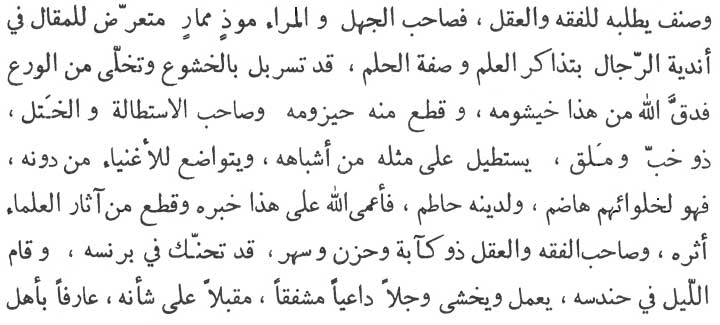 وصنف يطلبه للفقه والعقل ، فصاحب الجهل و المراء موذٍ ممارٍ متعرّض للمقال في
أندية الرّجال بتذاكر العلم و صفة الحلم ، قد تسربل بالخشوع وتخلّى من الورع
فدقَّ الله من هذا خيشومه ، و قطع منه حيزومه وصاحب الاستطالة و الختَل ،
ذو خبّ و مَلق ، يستطيل على مثله من أشباهه ، ويتواضع للأغنياء من دونه ،
فهو لحلوائهم هاضم ، ولدينه حاطم ، فأعمى الله على هذا خبره وقطع من آثار العلماء
أثره ، وصاحب الفقه والعقل ذو كآبة وحزن وسهر ، قد تحنّك في برنسه ، و قام
اللّيل في حندسه ، يعمل ويخشى وجلاً داعياً مشفقاً ، مقبلاً على شأنه ، عارفاً بأهل